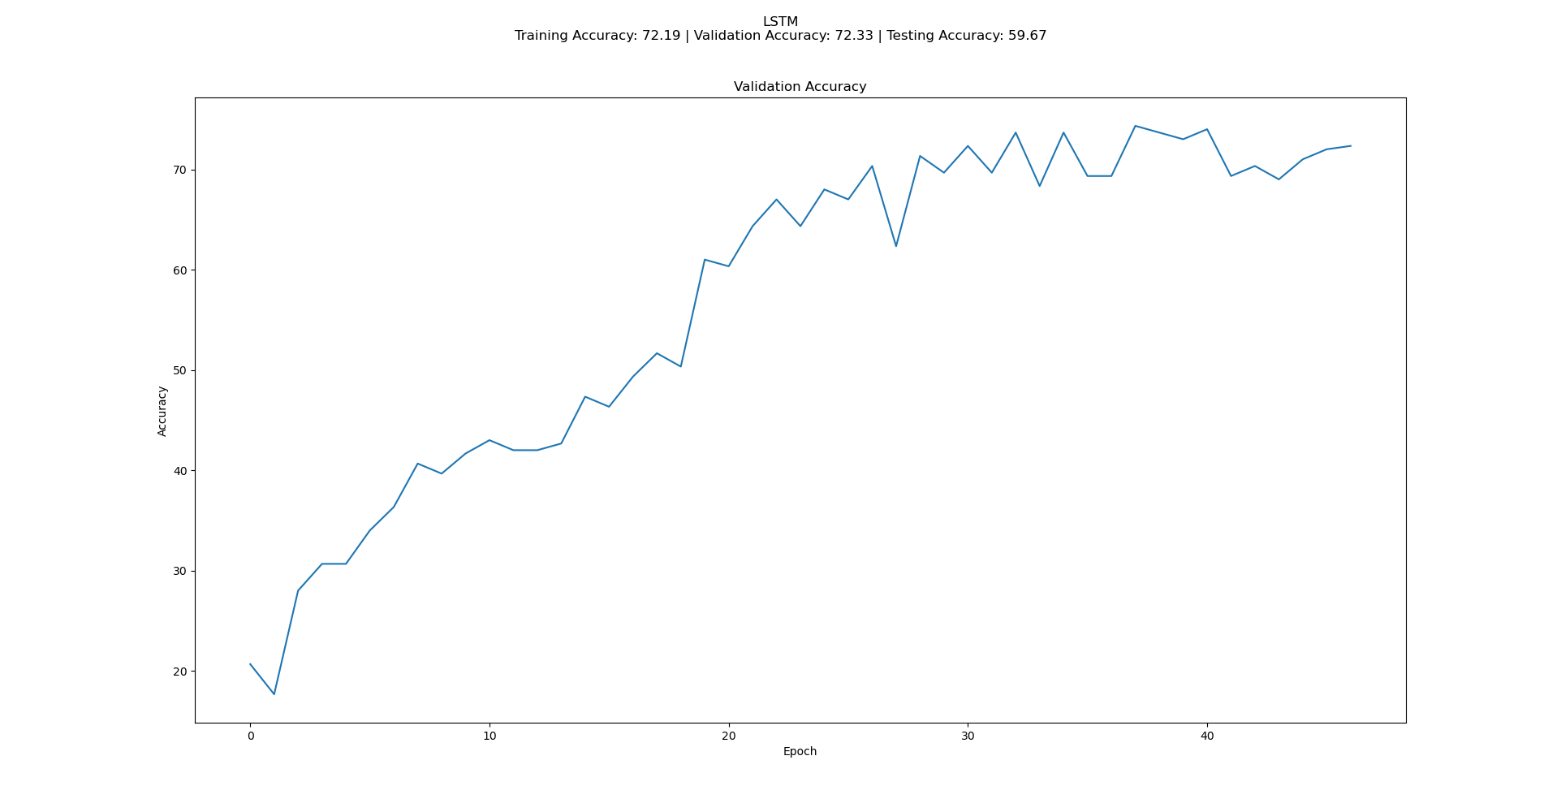 LSTM
Training Accuracy: 72.19 | Validation Accuracy: 72.33 | Testing Accuracy: 59.67
Validation Accuracy
70
60
50
40
30
20
Accuracy
0 10 20 30 40
Epoch